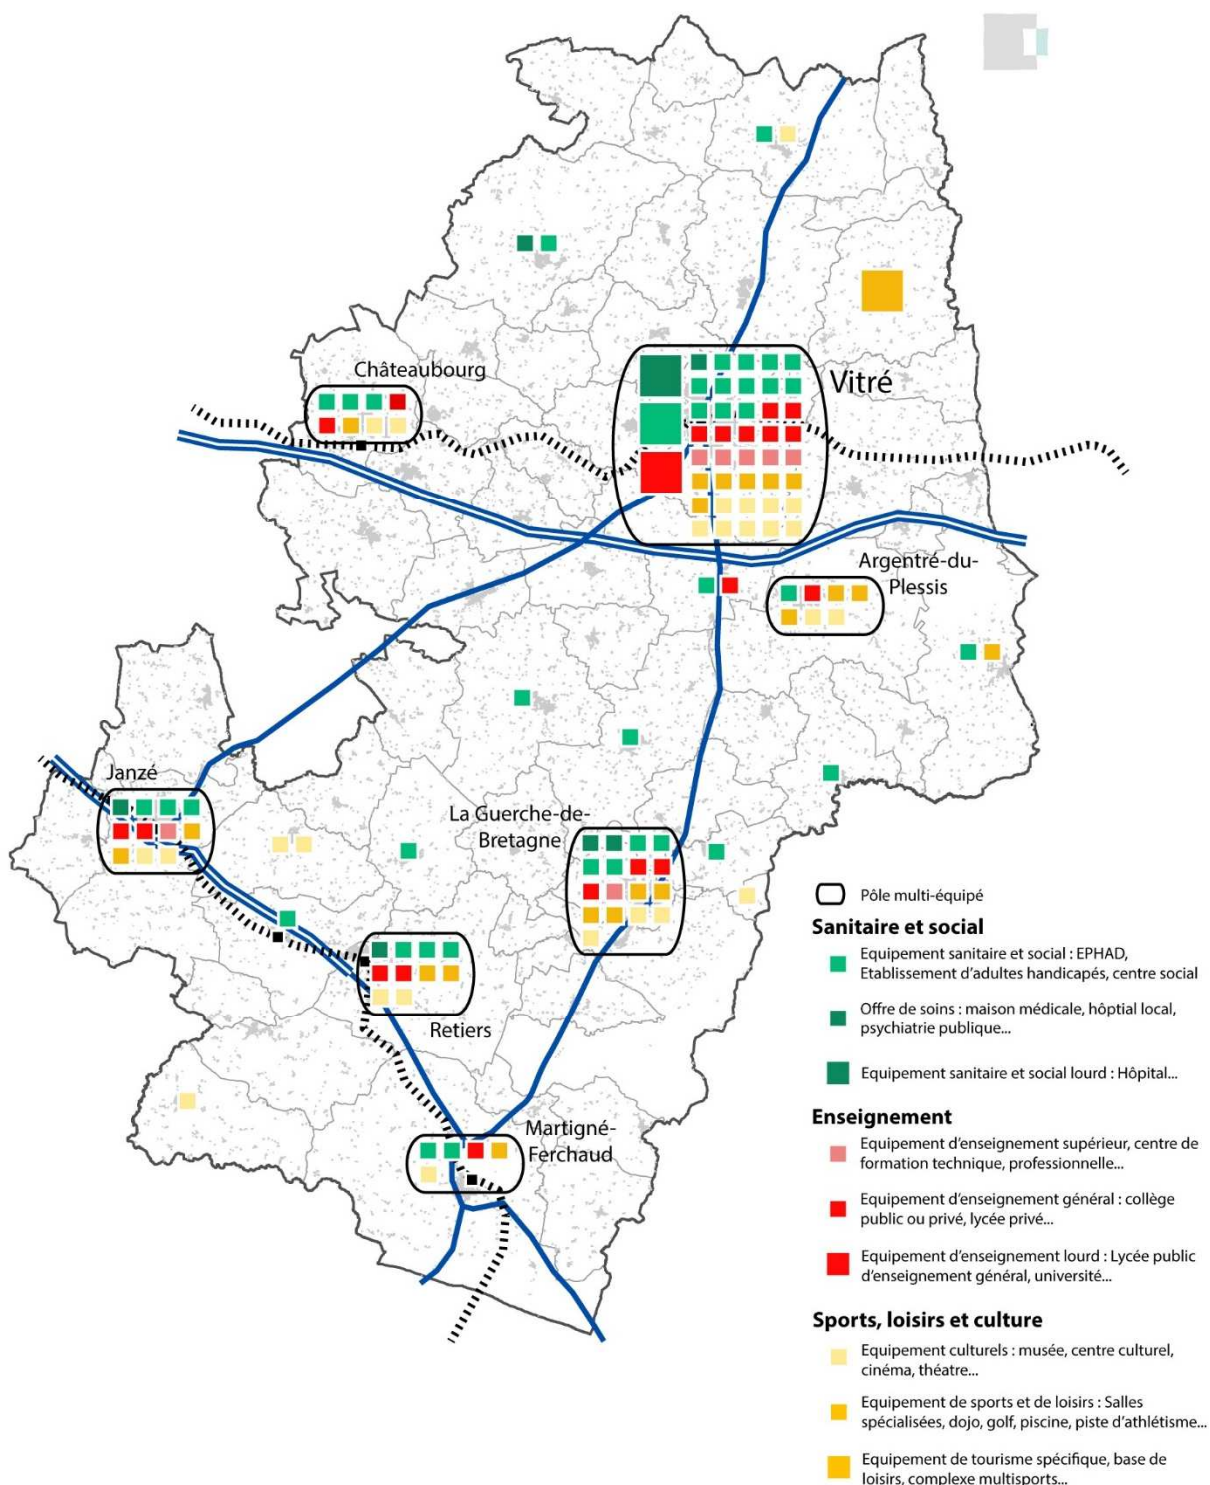 Châteaubourg
Vitré
Argentré-du-
Plessis
Janzé
La Guerche-de-
Bretagne
Retiers
Martigné-
Ferchaud
Pôle multi-équipé
Sanitaire et social
Equipement sanitaire et social : EPHAD,
Etablissement d'adultes handicapés, centre social
Offre de soins : maison médicale, hôptial local,
psychiatrie publique...
Equipement sanitaire et social lourd : Hôpital...
Enseignement
Equipement d'enseignement supérieur, centre de
formation technique, professionnelle...
Equipement d'enseignement général : collège
public ou privé, lycée privé...
Equipement d'enseignement lourd : Lycée public
d'enseignement général, université...
Sports, loisirs et culture
Equipement culturels : musée, centre culturel,
cinéma, théatre...
Equipement de sports et de loisirs : Salles
spécialisées, dojo, golf, piscine, piste d'athlétisme...
Equipement de tourisme spécifique, base de
loisirs, complexe multisports...